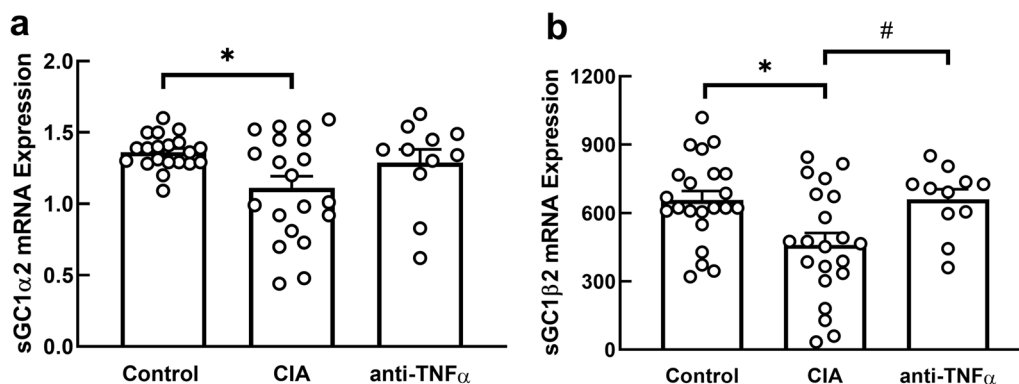 a
sGC1α2 mRNA Expression
2.0
1.5
1.0
0.5
0.0
*
Control
CIA
anti-TNFα
b
sGC1β2 mRNA Expression
1200
900
600
300
0
*
#
Control
CIA
anti-TNFα